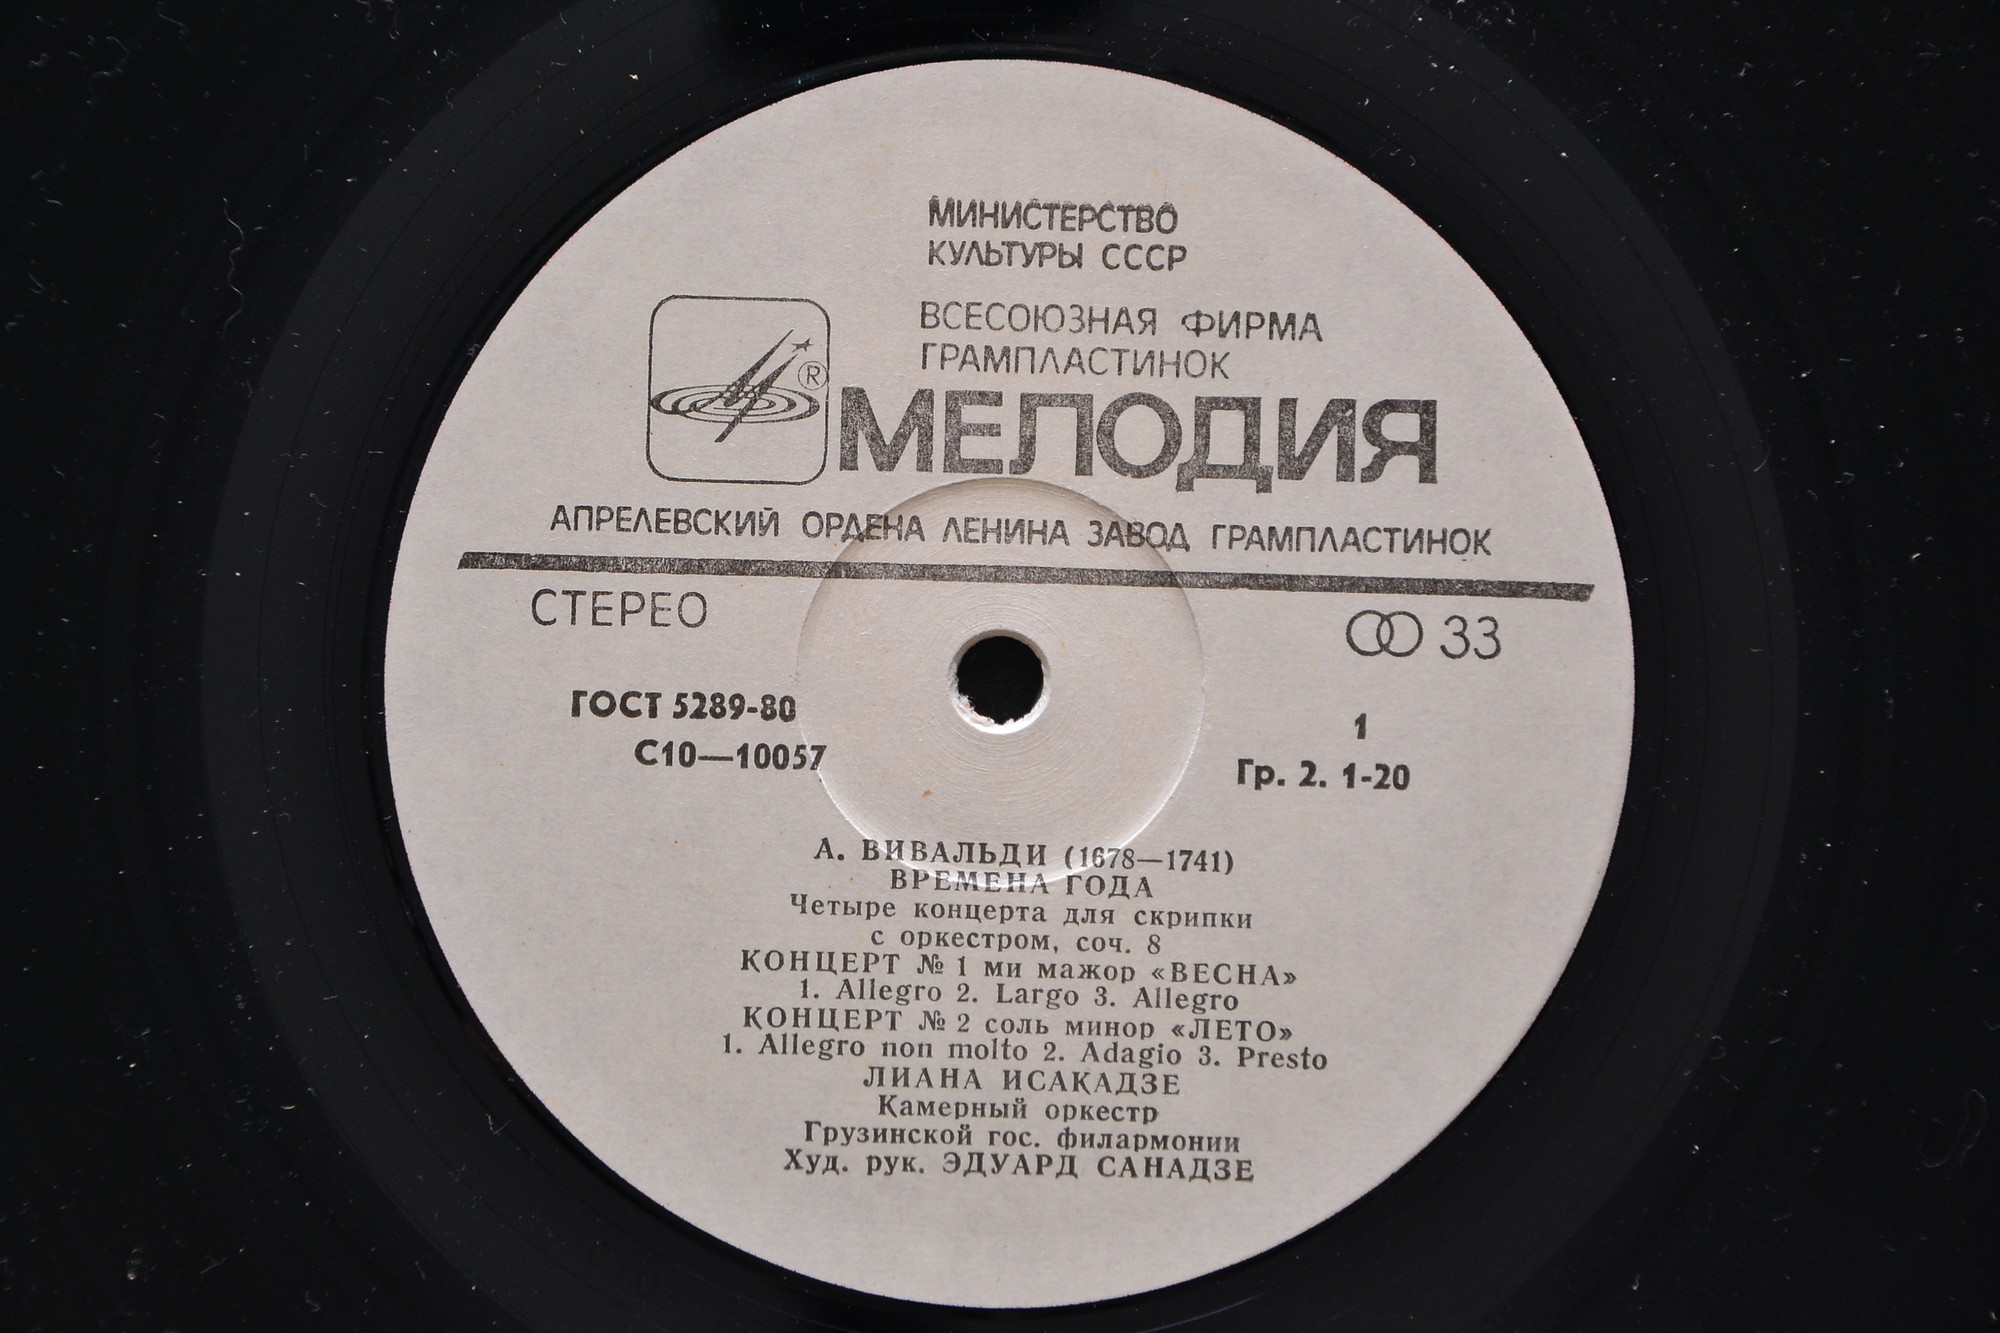 МИНИСТЕРСТВО
КУЛЬТУРЫ СССР
ВСЕСОЮЗНАЯ ФИРМА
ГРАМПЛАСТИНОК
®
МЕЛОДИЯ
АПРЕЛЕВСКИЙ ОРДЕНА ЛЕНИНА ЗАВОД ГРАМПЛАСТИНОК
СТЕРЕО
33
ГОСТ 5289-80
1
С10—10057
Гр. 2. 1-20
А. ВИВАЛЬДИ (1678—1741)
ВРЕМЕНА ГОДА
Четыре концерта для скрипки
с оркестром, соч. 8
КОНЦЕРТ № 1 ми мажор «ВЕСНА»
1. Allegro 2. Largo 3. Allegro
КОНЦЕРТ № 2 соль минор «ЛЕТО»
1. Allegro non molto 2. Adagio 3. Presto
ЛИАНА ИСАКАДЗЕ
Камерный оркестр
Грузинской гос. филармонии
Худ. рук. ЭДУАРД САНАДЗЕ